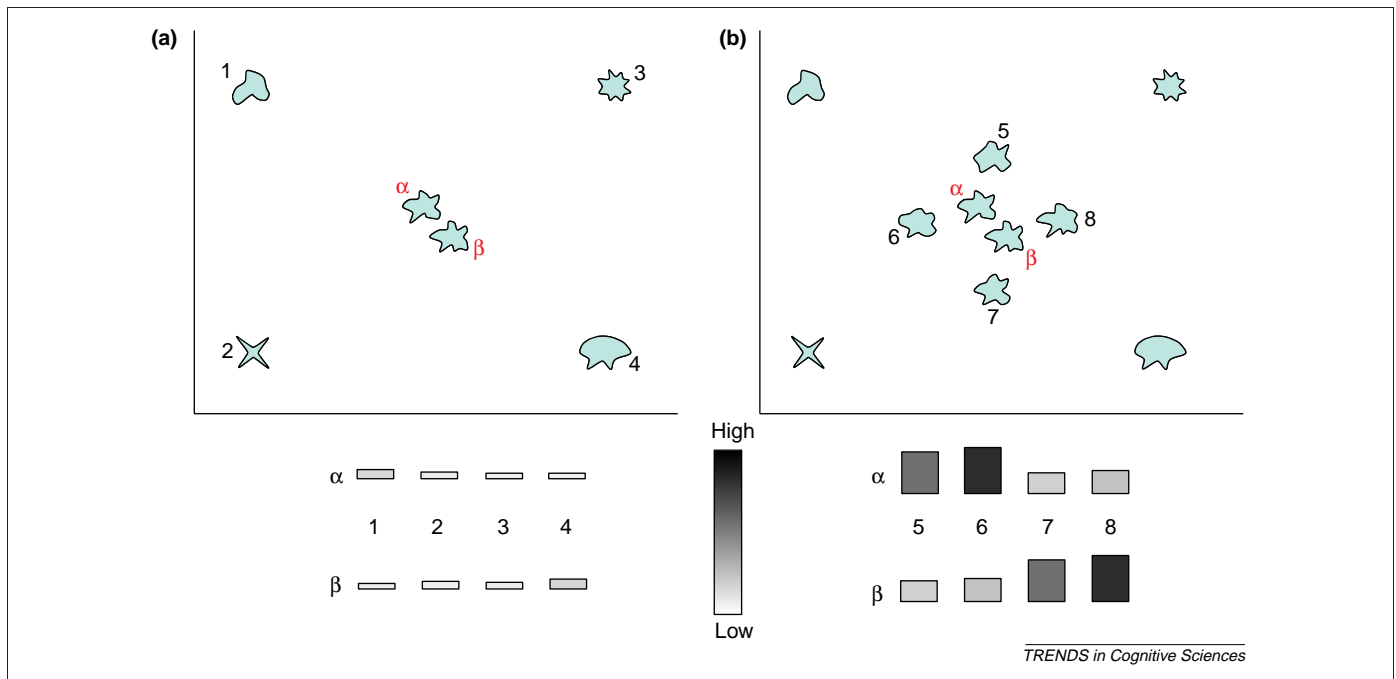 (a)
1
3
α
β
2
4
(b)
5
α
6
8
β
7
High
Low
α
1 2 3 4
β
α
5 6 7 8
β
TRENDS in Cognitive Sciences